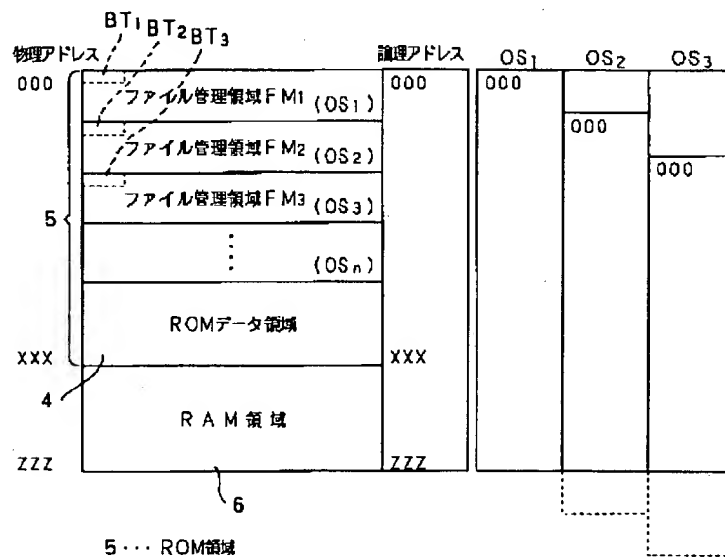 BT1 BT2 BT3
物理アドレス 論理アドレス OS1 OS2 OS3
000 ファイル管理領域FM1 (OS1) 000 000
ファイル管理領域FM2 (OS2) 000
ファイル管理領域FM3 (OS3) 000
5
(OSn)
ROMデータ領域
XXX XXX
4
RAM領域
ZZZ ZZZ
6
5・・・ROM領域